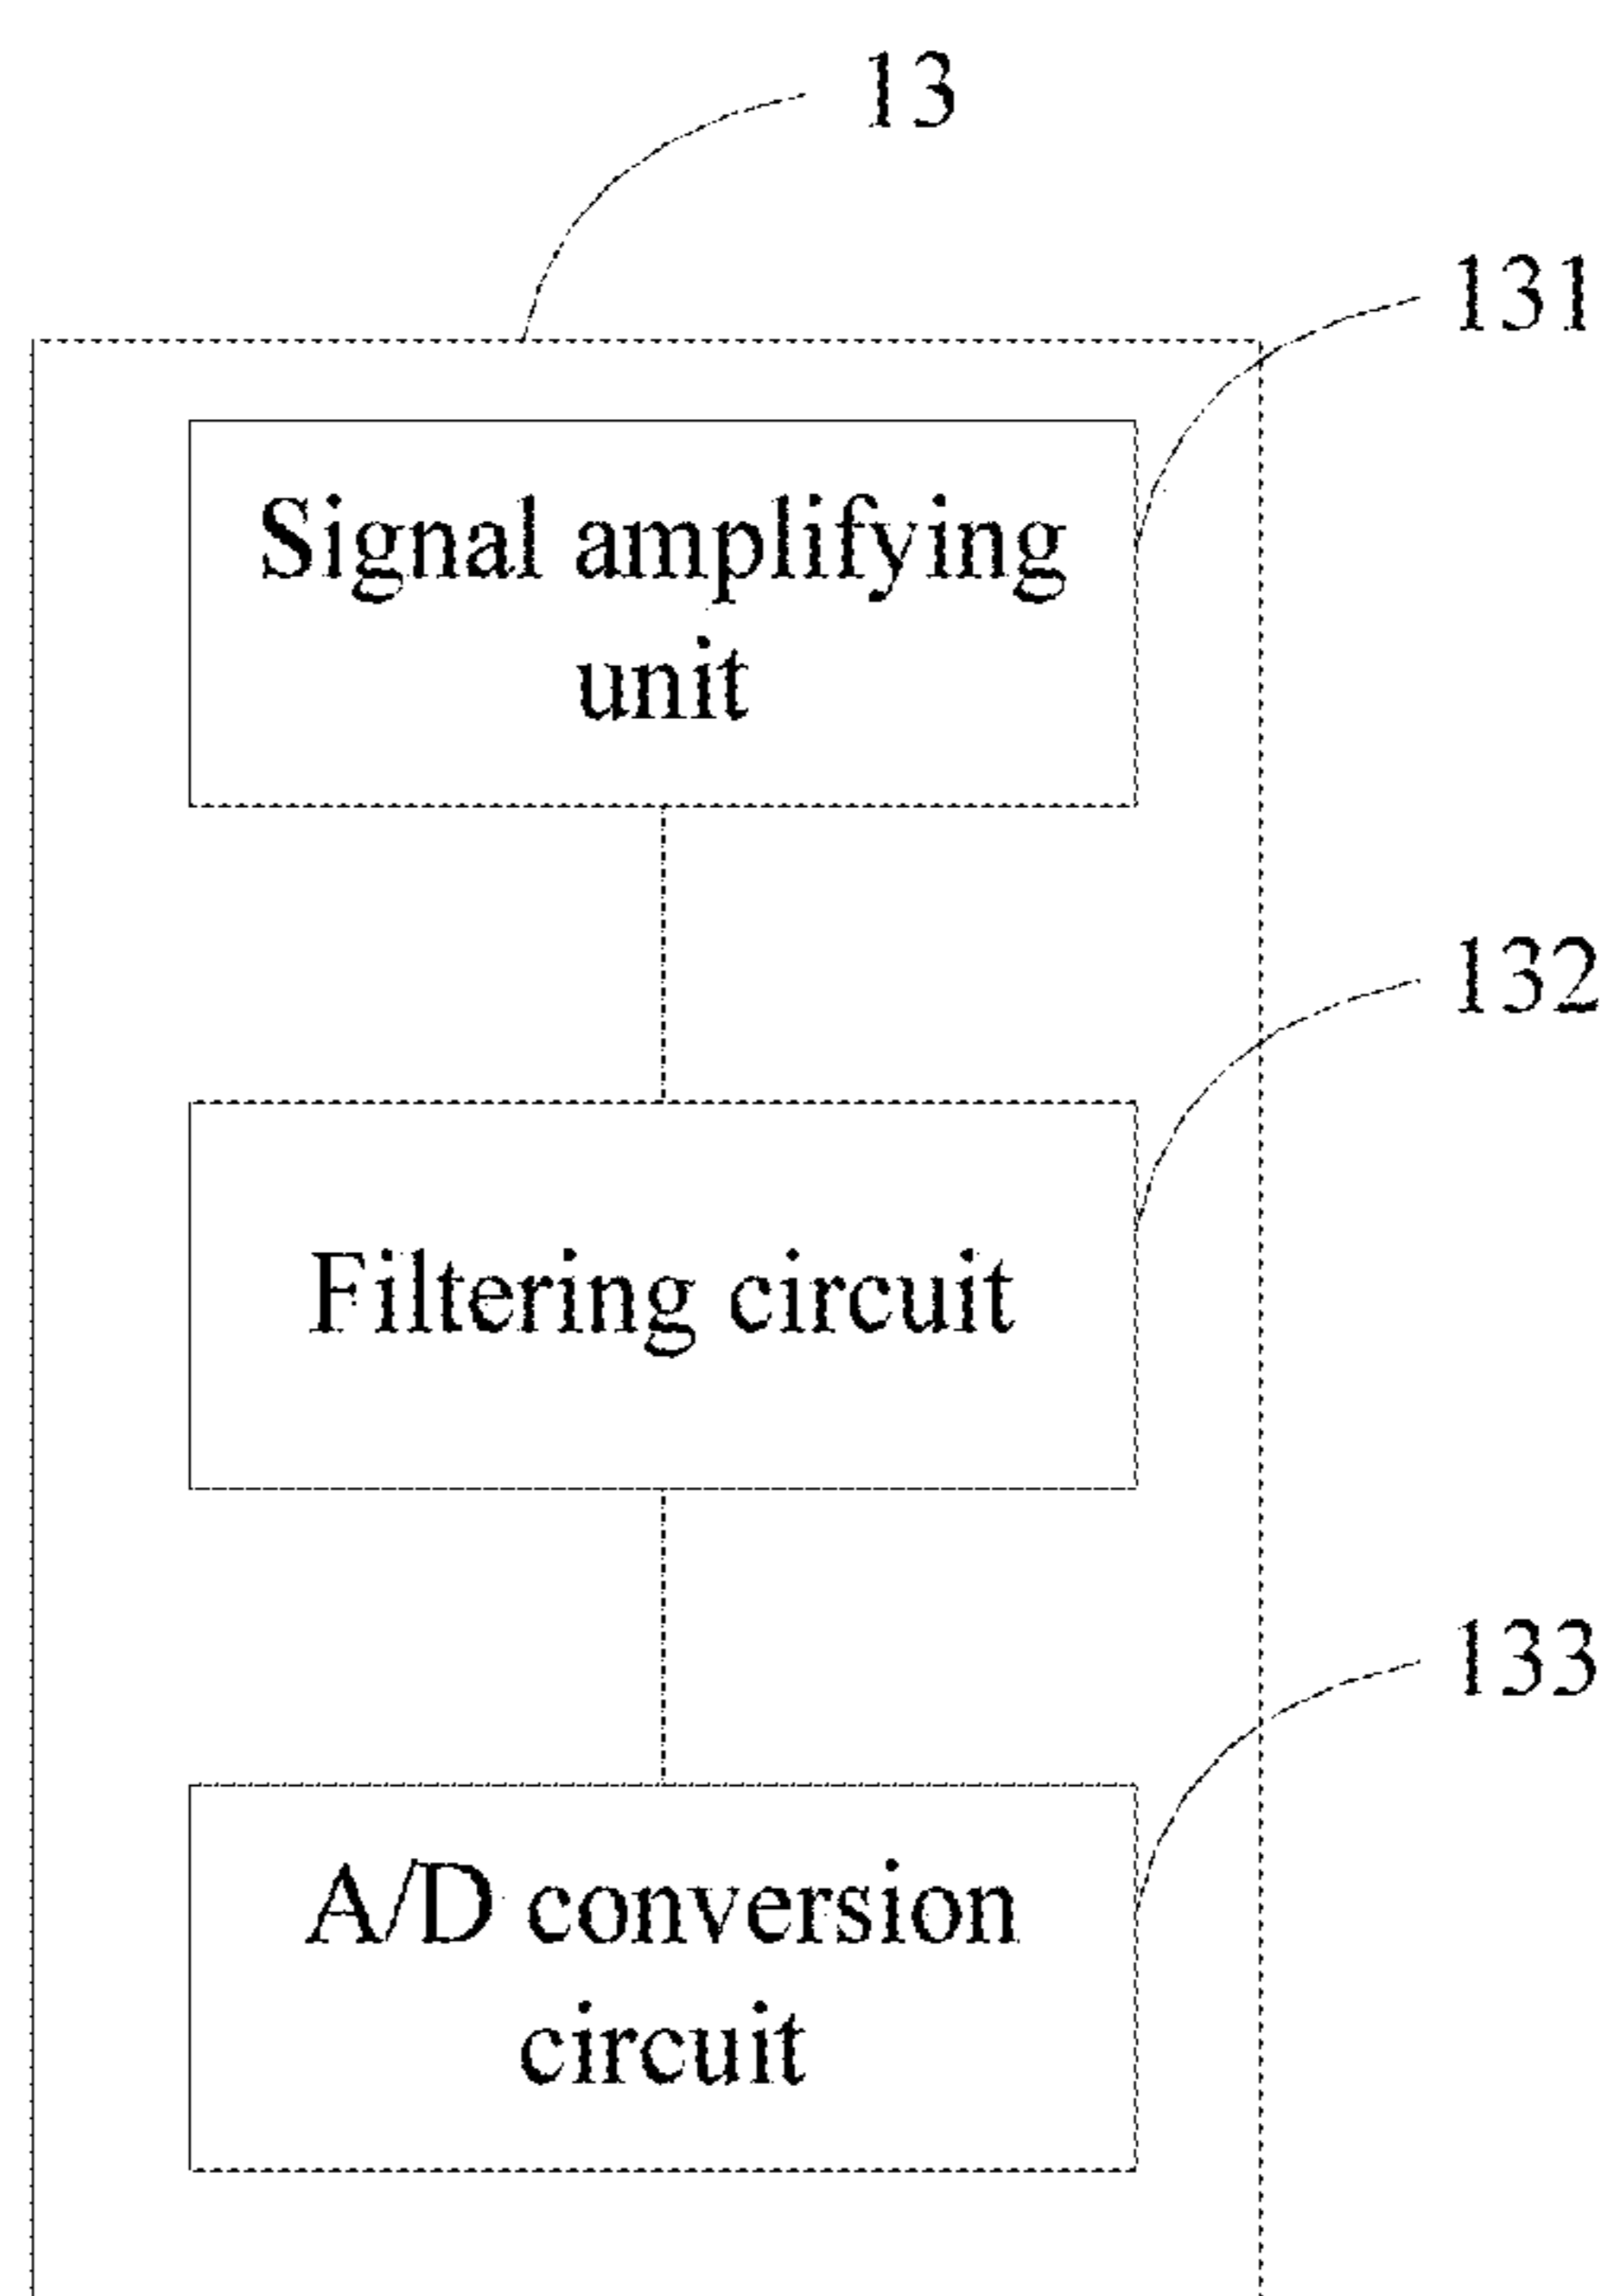 13
131
Signal amplifying
unit
132
Filtering circuit
133
A/D conversion
circuit